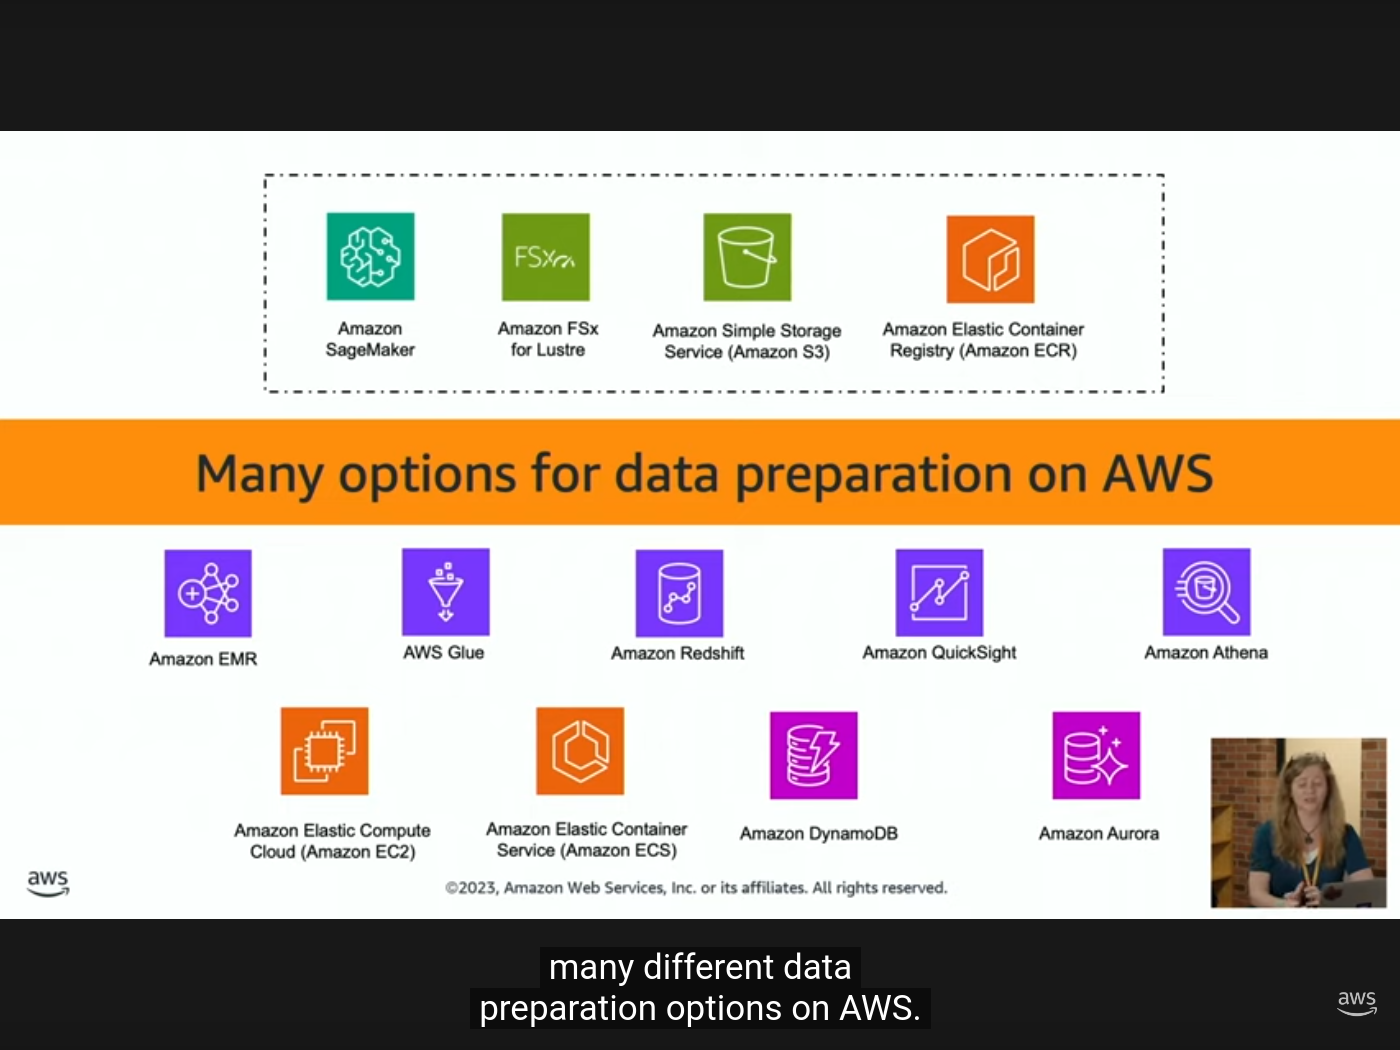 FSx
Amazon
SageMaker
Amazon FSx
for Lustre
Amazon Simple Storage
Service (Amazon S3)
Amazon Elastic Container
Registry (Amazon ECR)
Many options for data preparation on AWS
Amazon EMR
AWS Glue
Amazon Redshift
Amazon QuickSight
Amazon Athena
Amazon Elastic Compute
Cloud (Amazon EC2)
Amazon Elastic Container
Service (Amazon ECS)
Amazon DynamoDB
Amazon Aurora
aws
©2023, Amazon Web Services, Inc. or its affiliates. All rights reserved.
many different data
preparation options on AWS.
aws